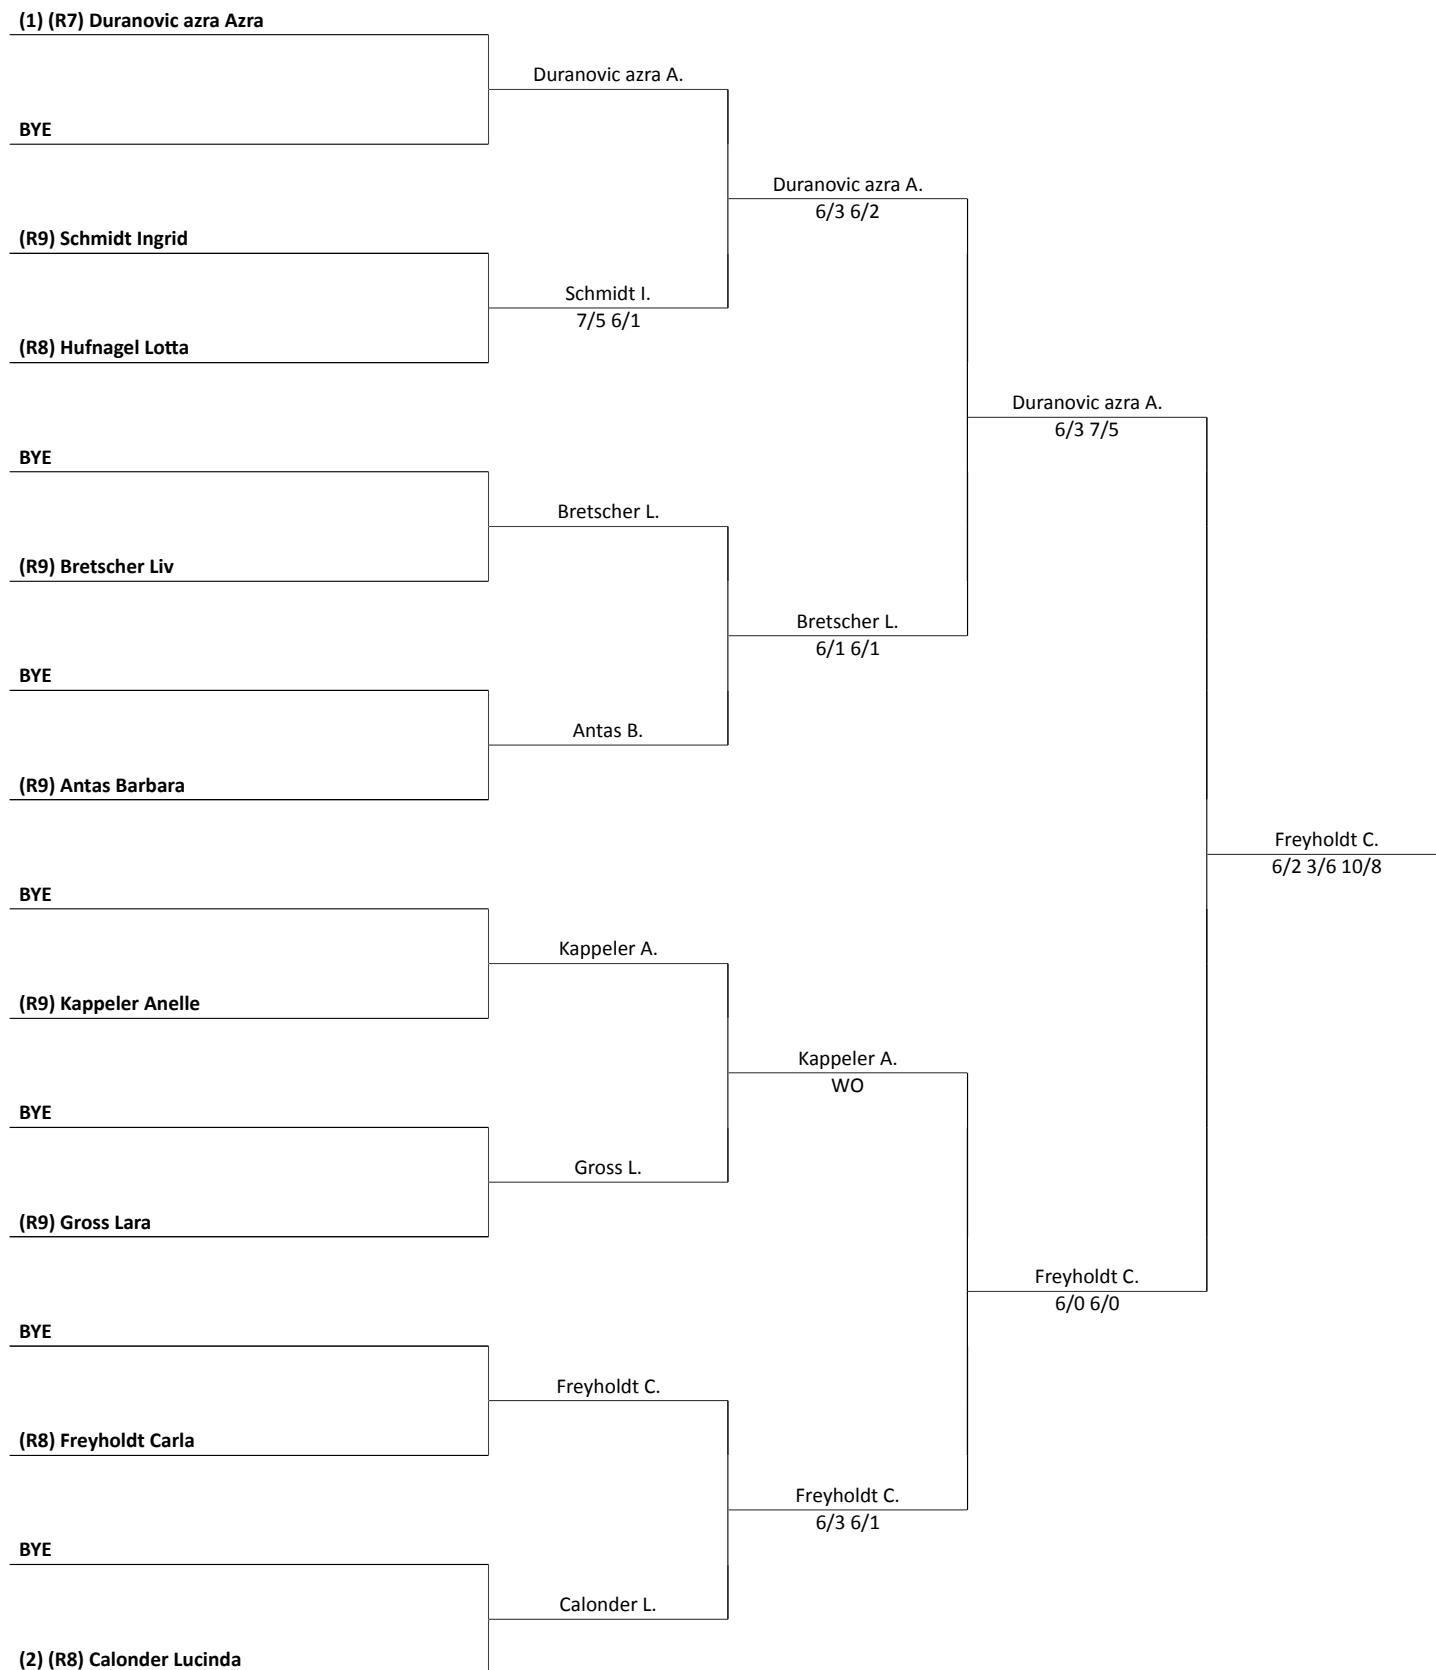 (1) (R7) Duranovic azra Azra
Duranovic azra A.
BYE
Duranovic azra A.
6/3 6/2
(R9) Schmidt Ingrid
Schmidt I.
7/5 6/1
(R8) Hufnagel Lotta
Duranovic azra A.
6/3 7/5
BYE
Bretscher L.
(R9) Bretscher Liv
Bretscher L.
6/1 6/1
BYE
Antas B.
(R9) Antas Barbara
Freyholdt C.
6/2 3/6 10/8
BYE
Kappeler A.
(R9) Kappeler Anelle
Kappeler A.
WO
BYE
Gross L.
(R9) Gross Lara
Freyholdt C.
6/0 6/0
BYE
Freyholdt C.
(R8) Freyholdt Carla
Freyholdt C.
6/3 6/1
BYE
Calonder L.
(2) (R8) Calonder Lucinda